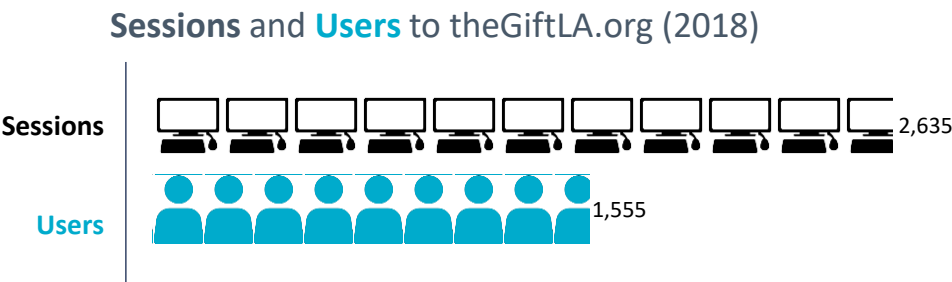 Sessions and Users to theGiftLA.org (2018)
Sessions
2,635
Users
1,555